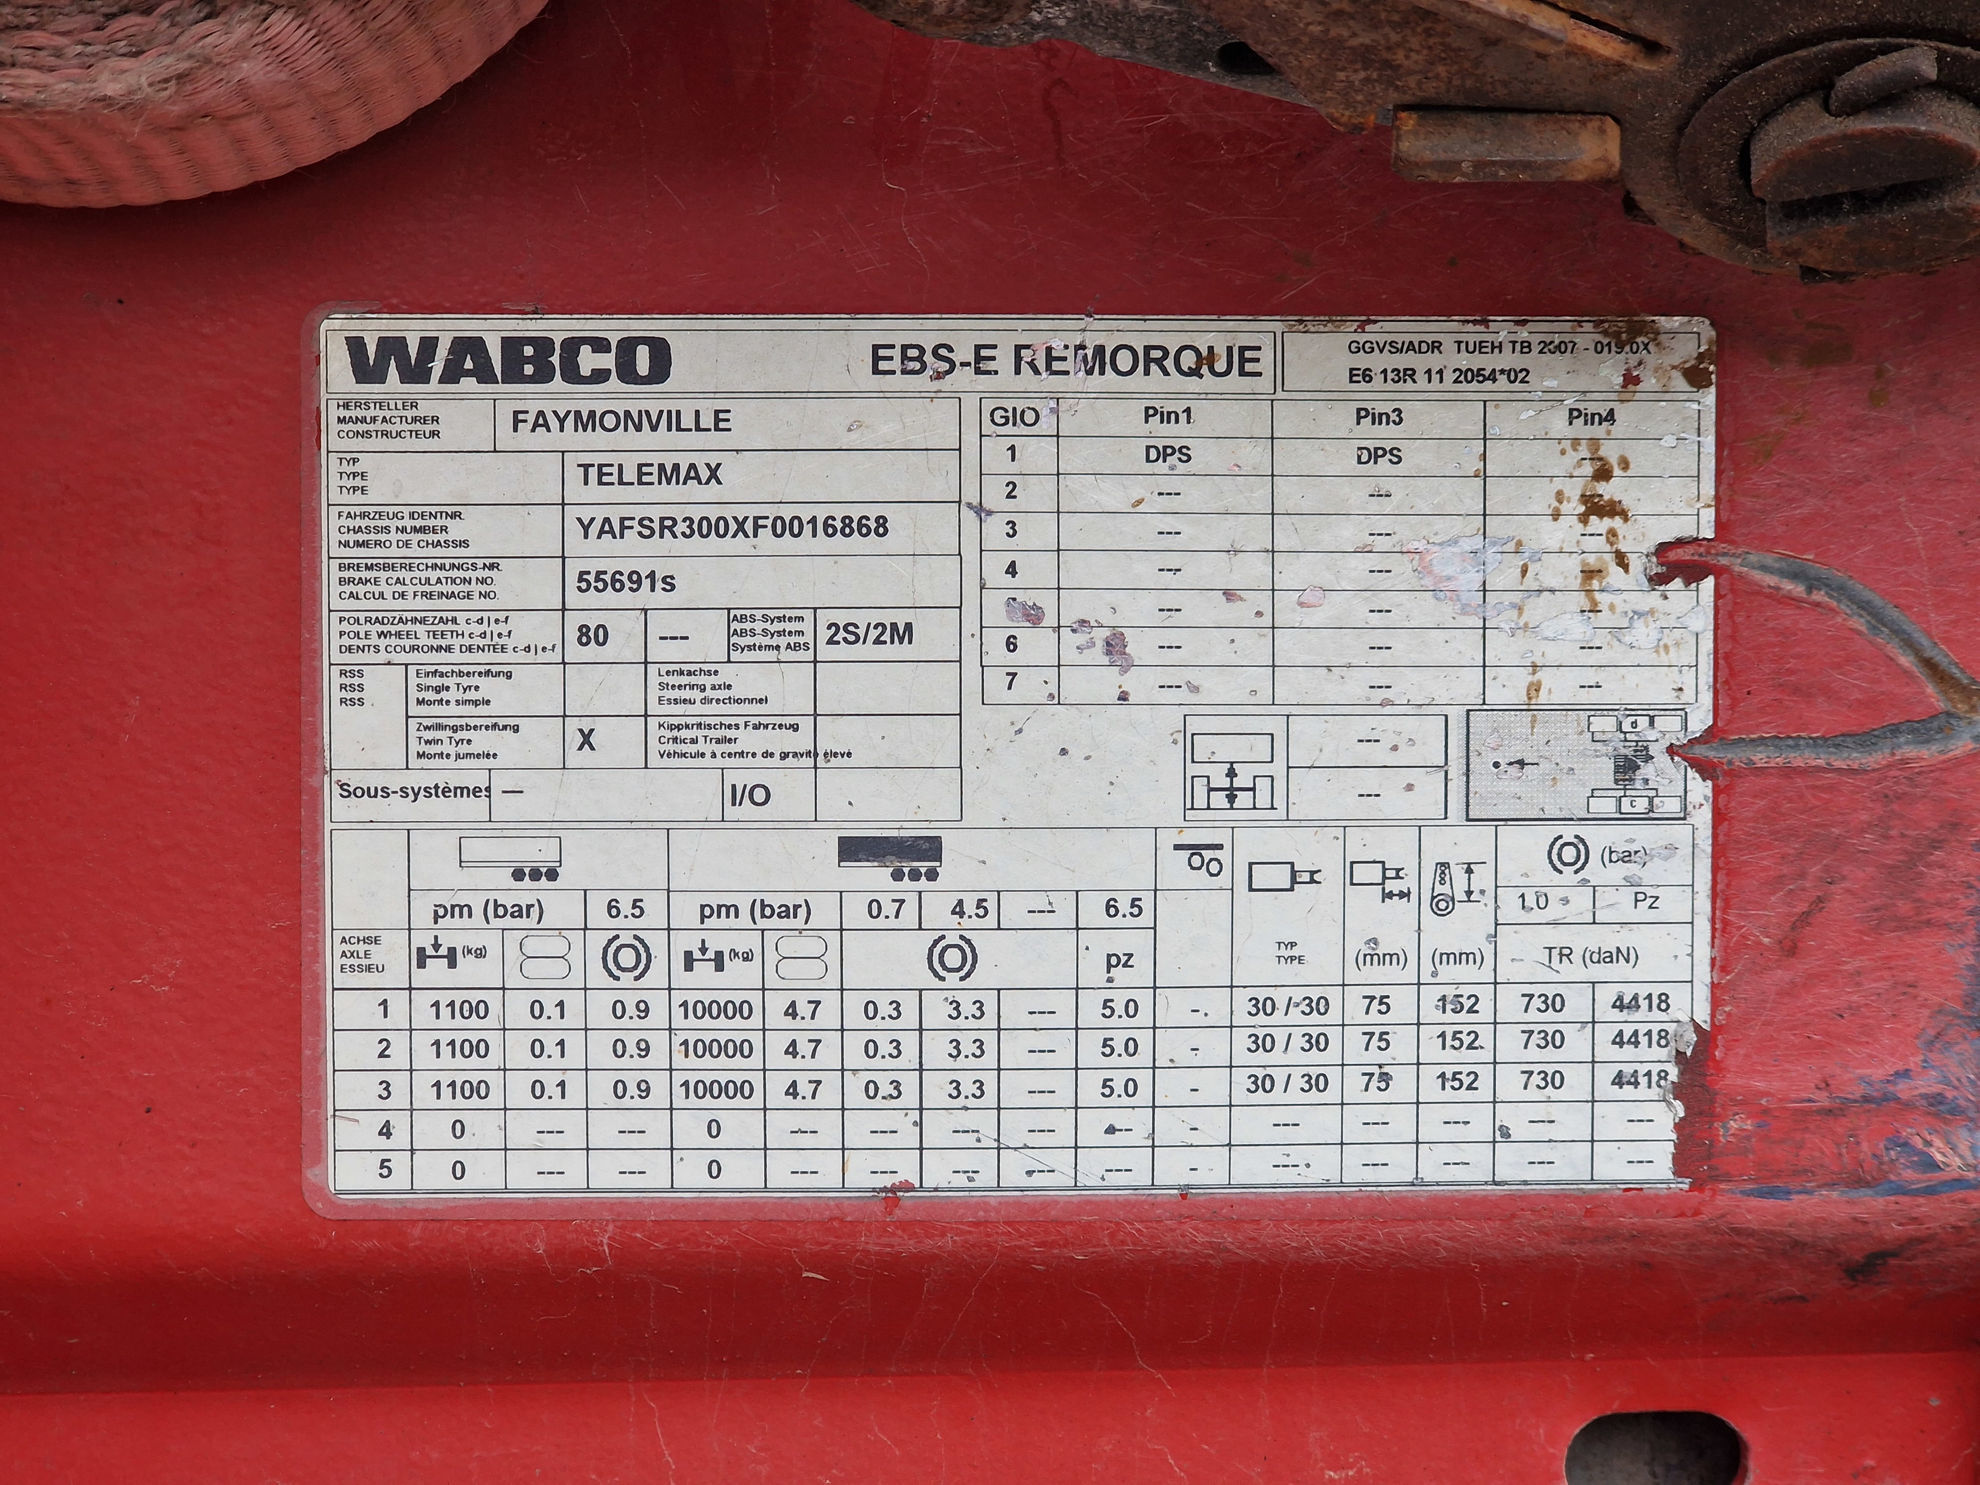 WABCO EBS-E REMORQUE
GGVS/ADR TUEH TB 2007 - 019.0X
E6 13R 11 2054*02
HERSTELLER
MANUFACTURER
CONSTRUCTEUR
FAYMONVILLE
TYP
TYPE
TYPE
TELEMAX
FAHRZEUG IDENTNR.
CHASSIS NUMBER
NUMERO DE CHASSIS
YAFSR300XF0016868
BREMSBERECHNUNGS-NR.
BRAKE CALCULATION NO.
CALCUL DE FREINAGE NO.
55691s
POLRADZÄHNEZAHL c-d | e-f
POLE WHEEL TEETH c-d | e-f
DENTS COURONNE DENTÉE c-d | e-f
80 ---
ABS-System
ABS-System
Système ABS
2S/2M
RSS
RSS
RSS
Einfachbereifung
Single Tyre
Monte simple
Lenkachse
Steering axle
Essieu directionnel
Zwillingsbereifung
Twin Tyre
Monte jumelée
X
Kippkritisches Fahrzeug
Critical Trailer
Véhicule à centre de gravité élevé
Sous-systèmes — I/O
GIO Pin1 Pin3 Pin4
1 DPS DPS ---
2 --- --- ---
3 --- --- ---
4 --- --- ---
--- --- ---
6 --- --- ---
7 --- --- ---
---
---
d
c
(bar)
pm (bar) 6.5 pm (bar) 0.7 4.5 --- 6.5 1.0 Pz
ACHSE
AXLE
ESSIEU
(kg) (kg) pz
TYP
TYPE
(mm) (mm) TR (daN)
1 1100 0.1 0.9 10000 4.7 0.3 3.3 --- 5.0 - 30 / 30 75 152 730 4418
2 1100 0.1 0.9 10000 4.7 0.3 3.3 --- 5.0 - 30 / 30 75 152 730 4418
3 1100 0.1 0.9 10000 4.7 0.3 3.3 --- 5.0 - 30 / 30 75 152 730 4418
4 0 --- --- 0 --- --- --- --- --- - --- --- --- --- ---
5 0 --- --- 0 --- --- --- --- --- - --- --- --- --- ---